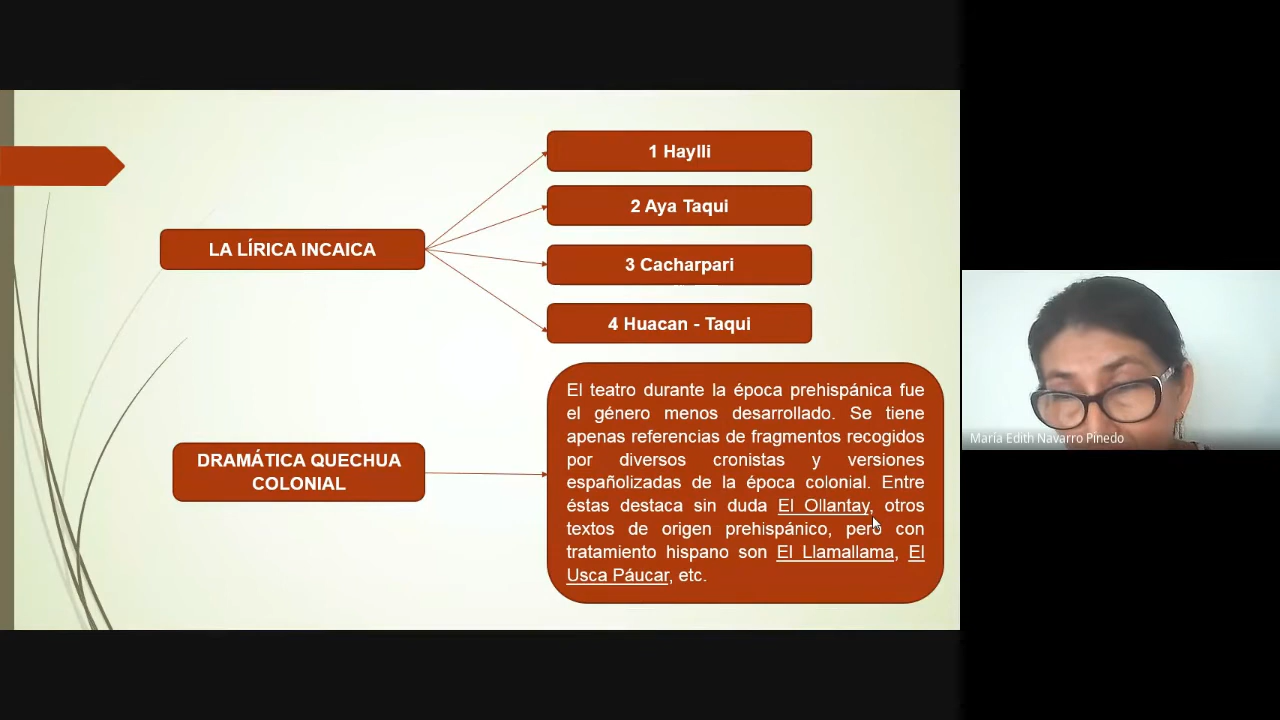 LA LÍRICA INCAICA
1 Haylli
2 Aya Taqui
3 Cacharpari
4 Huacan - Taqui
DRAMÁTICA QUECHUA
COLONIAL
El teatro durante la época prehispánica fue
el género menos desarrollado. Se tiene
apenas referencias de fragmentos recogidos
por diversos cronistas y versiones
españolizadas de la época colonial. Entre
éstas destaca sin duda El Ollantay, otros
textos de origen prehispánico, pero con
tratamiento hispano son El Llamallama, El
Usca Páucar, etc.
María Edith Navarro Pinedo